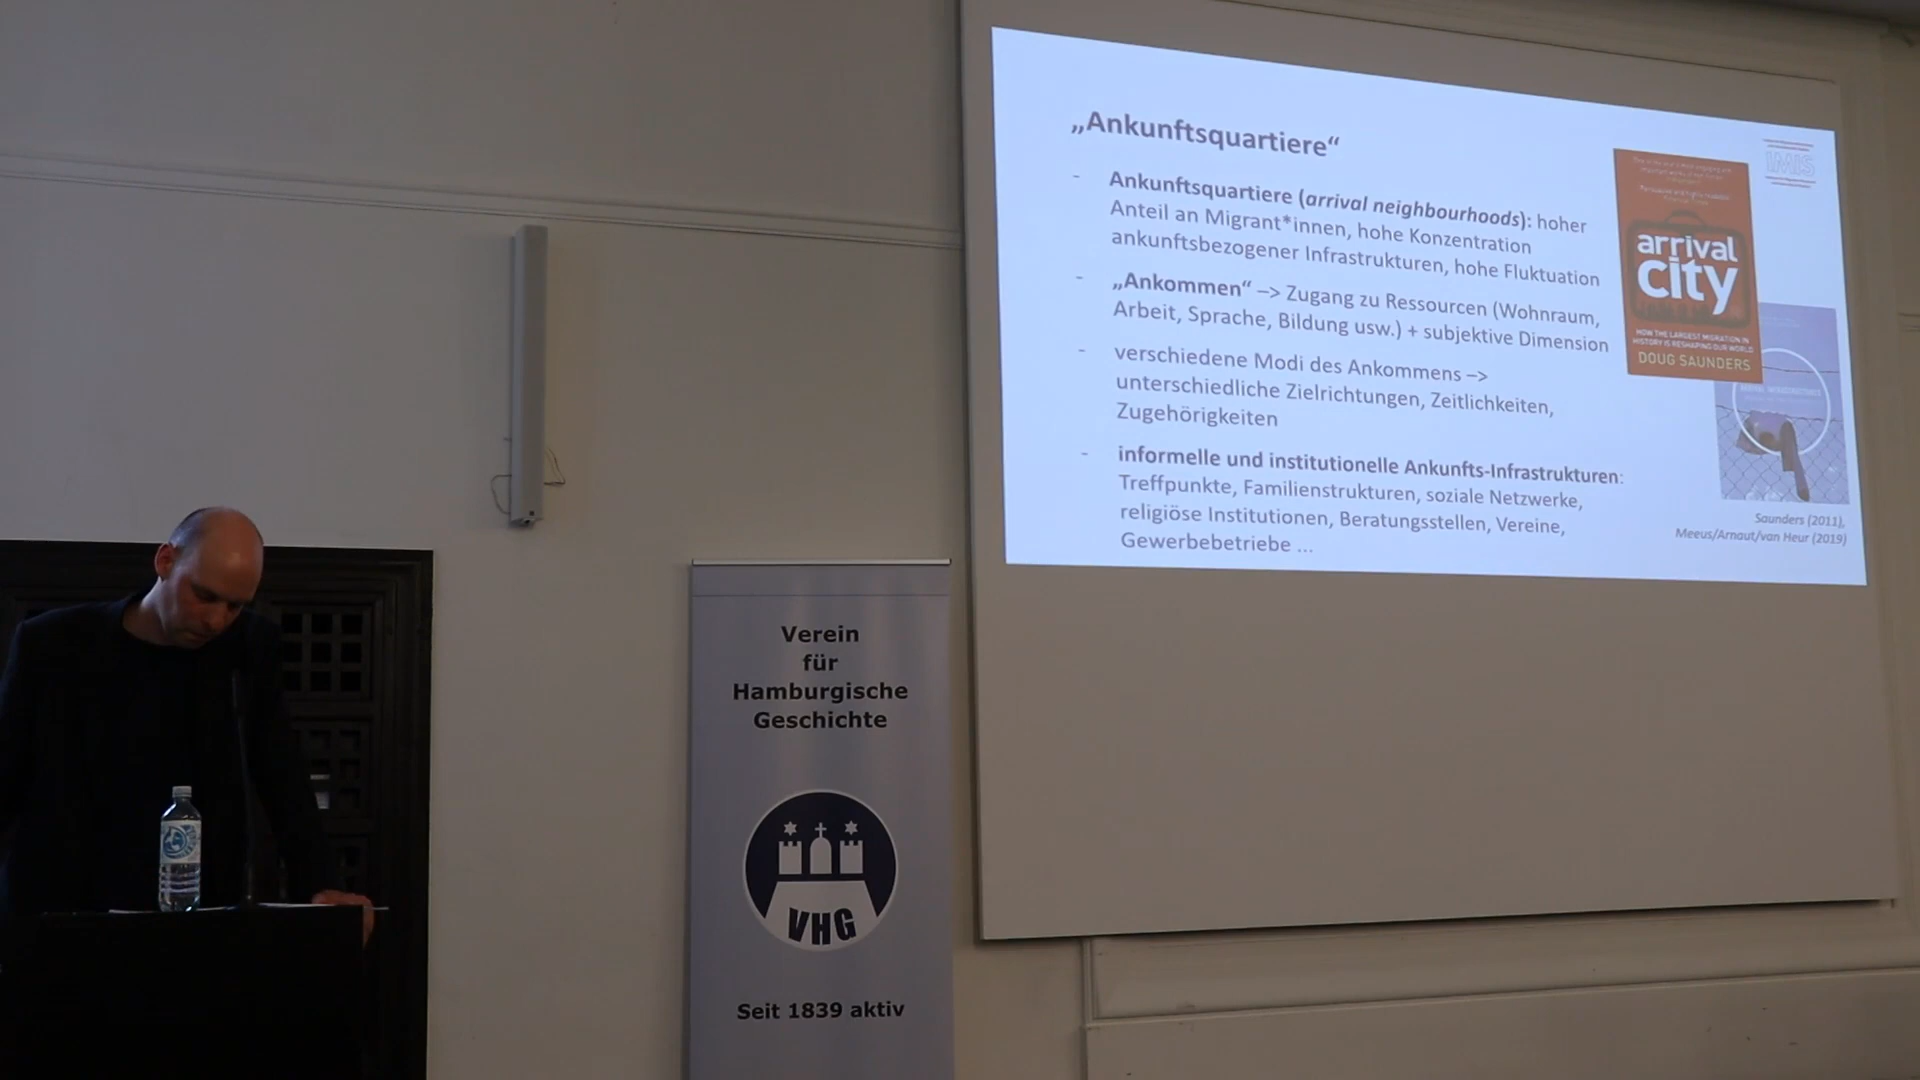 „Ankunftsquartiere“
- Ankunftsquartiere (arrival neighbourhoods): hoher
Anteil an Migrant*innen, hohe Konzentration
ankunftsbezogener Infrastrukturen, hohe Fluktuation
- „Ankommen“ –> Zugang zu Ressourcen (Wohnraum,
Arbeit, Sprache, Bildung usw.) + subjektive Dimension
- verschiedene Modi des Ankommens –>
unterschiedliche Zielrichtungen, Zeitlichkeiten,
Zugehörigkeiten
- informelle und institutionelle Ankunfts-Infrastrukturen:
Treffpunkte, Familienstrukturen, soziale Netzwerke,
religiöse Institutionen, Beratungsstellen, Vereine,
Gewerbebetriebe ...
IMIS
arrival
city
HOW THE LARGEST MIGRATION IN
HISTORY IS RESHAPING OUR WORLD
DOUG SAUNDERS
Saunders (2011),
Meeus/Arnaut/van Heur (2019)
Verein
für
Hamburgische
Geschichte
VHG
Seit 1839 aktiv